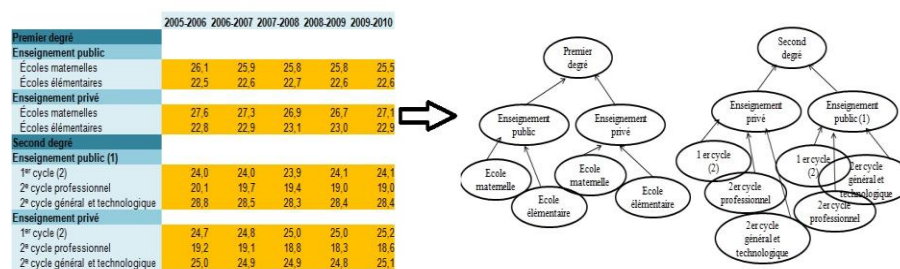 2005-2006 2006-2007 2007-2008 2008-2009 2009-2010
Premier degré
Enseignement public
Écoles maternelles 26,1 25,9 25,8 25,8 25,5
Écoles élémentaires 22,5 22,6 22,7 22,6 22,6
Enseignement privé
Écoles maternelles 27,6 27,3 26,9 26,7 27,1
Écoles élémentaires 22,8 22,9 23,1 23,0 22,9
Second degré
Enseignement public (1)
1er cycle (2) 24,0 24,0 23,9 24,1 24,1
2e cycle professionnel 20,1 19,7 19,4 19,0 19,0
2e cycle général et technologique 28,8 28,5 28,3 28,4 28,4
Enseignement privé
1er cycle (2) 24,7 24,8 25,0 25,0 25,2
2e cycle professionnel 19,2 19,1 18,8 18,3 18,6
2e cycle général et technologique 25,0 24,9 24,9 24,8 25,1
Premier
degré
Enseignement
public
Enseignement
privé
Ecole
maternelle
Ecole
élémentaire
Ecole
maternelle
Ecole
élémentaire
Second
degré
Enseignement
privé
Enseignement
public (1)
1 er cycle
(2)
2er cycle
professionnel
2er cycle
général et
technologique
1 er cycle
(2)
2er cycle
professionnel
2er cycle
général et
technologique